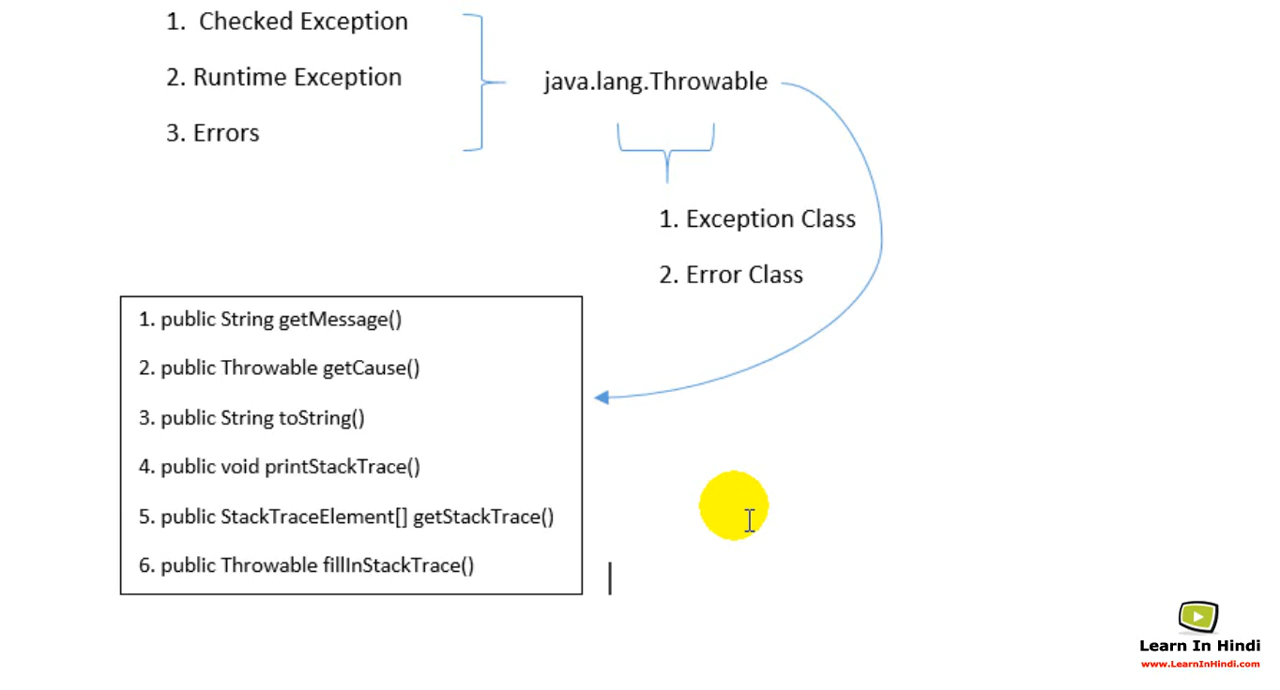 1. Checked Exception
2. Runtime Exception
3. Errors
java.lang.Throwable
1. Exception Class
2. Error Class
1. public String getMessage()
2. public Throwable getCause()
3. public String toString()
4. public void printStackTrace()
5. public StackTraceElement[] getStackTrace()
6. public Throwable fillInStackTrace()
Learn In Hindi
www.LearnInHindi.com